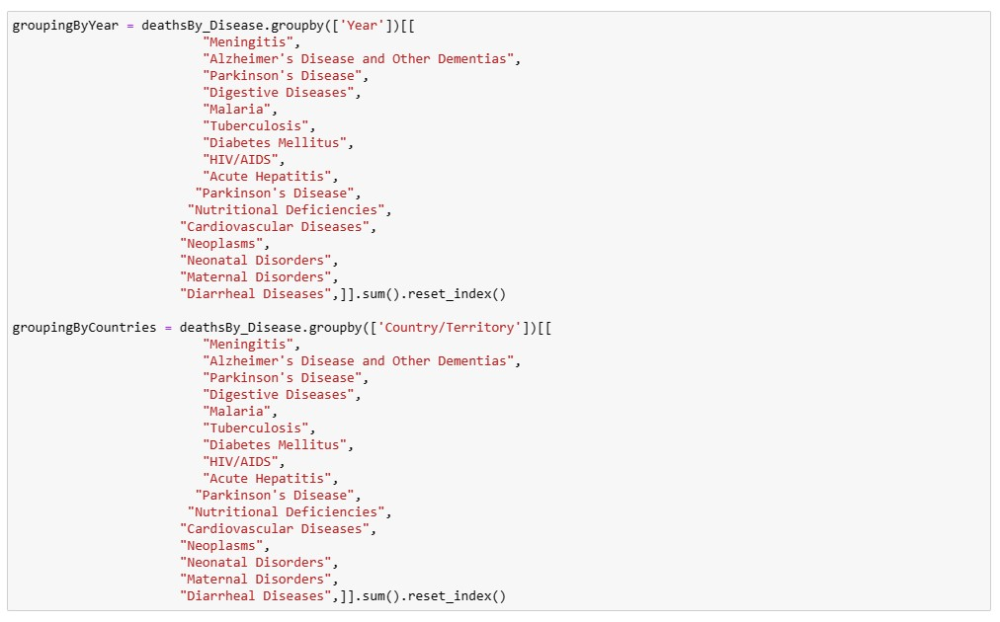 groupingByYear = deathsBy_Disease.groupby(['Year'])[[
"Meningitis",
"Alzheimer's Disease and Other Dementias",
"Parkinson's Disease",
"Digestive Diseases",
"Malaria",
"Tuberculosis",
"Diabetes Mellitus",
"HIV/AIDS",
"Acute Hepatitis",
"Parkinson's Disease",
"Nutritional Deficiencies",
"Cardiovascular Diseases",
"Neoplasms",
"Neonatal Disorders",
"Maternal Disorders",
"Diarrheal Diseases",]].sum().reset_index()
groupingByCountries = deathsBy_Disease.groupby(['Country/Territory'])[[
"Meningitis",
"Alzheimer's Disease and Other Dementias",
"Parkinson's Disease",
"Digestive Diseases",
"Malaria",
"Tuberculosis",
"Diabetes Mellitus",
"HIV/AIDS",
"Acute Hepatitis",
"Parkinson's Disease",
"Nutritional Deficiencies",
"Cardiovascular Diseases",
"Neoplasms",
"Neonatal Disorders",
"Maternal Disorders",
"Diarrheal Diseases",]].sum().reset_index()